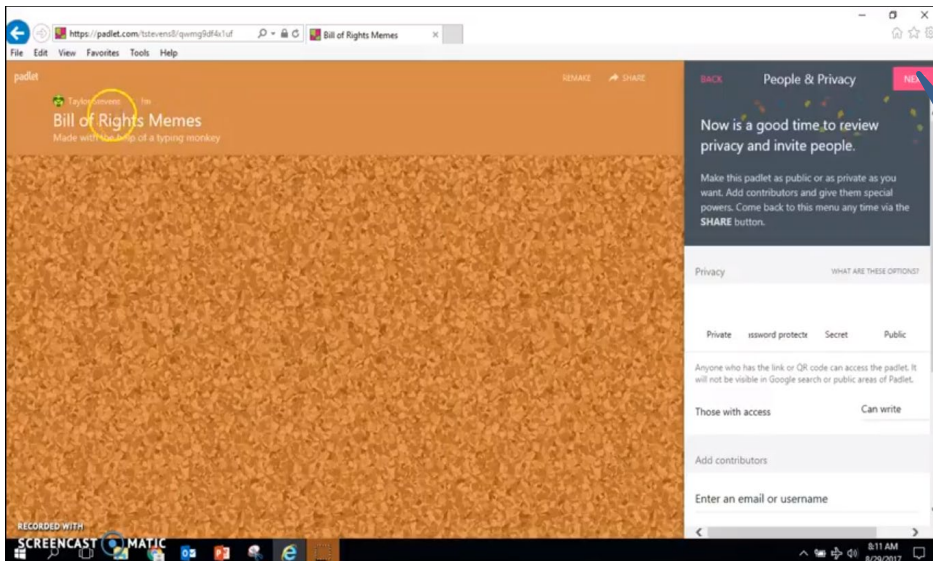 https://padlet.com/tstevens8/qwmg9df4x1uf
Bill of Rights Memes
File Edit View Favorites Tools Help
padlet
REMAKE SHARE
BACK People & Privacy
1m
Bill of Rights Memes
Made with the help of a typing monkey
Now is a good time to review
privacy and invite people.
Make this padlet as public or as private as you
want. Add contributors and give them special
powers. Come back to this menu any time via the
SHARE button.
Privacy WHAT ARE THESE OPTIONS?
Private ssword protecte Secret Public
Anyone who has the link or QR code can access the padlet. It
will not be visible in Google search or public areas of Padlet.
Those with access Can write
Add contributors
Enter an email or username
RECORDED WITH
SCREENCAST MATIC
8:11 AM
8/29/2017